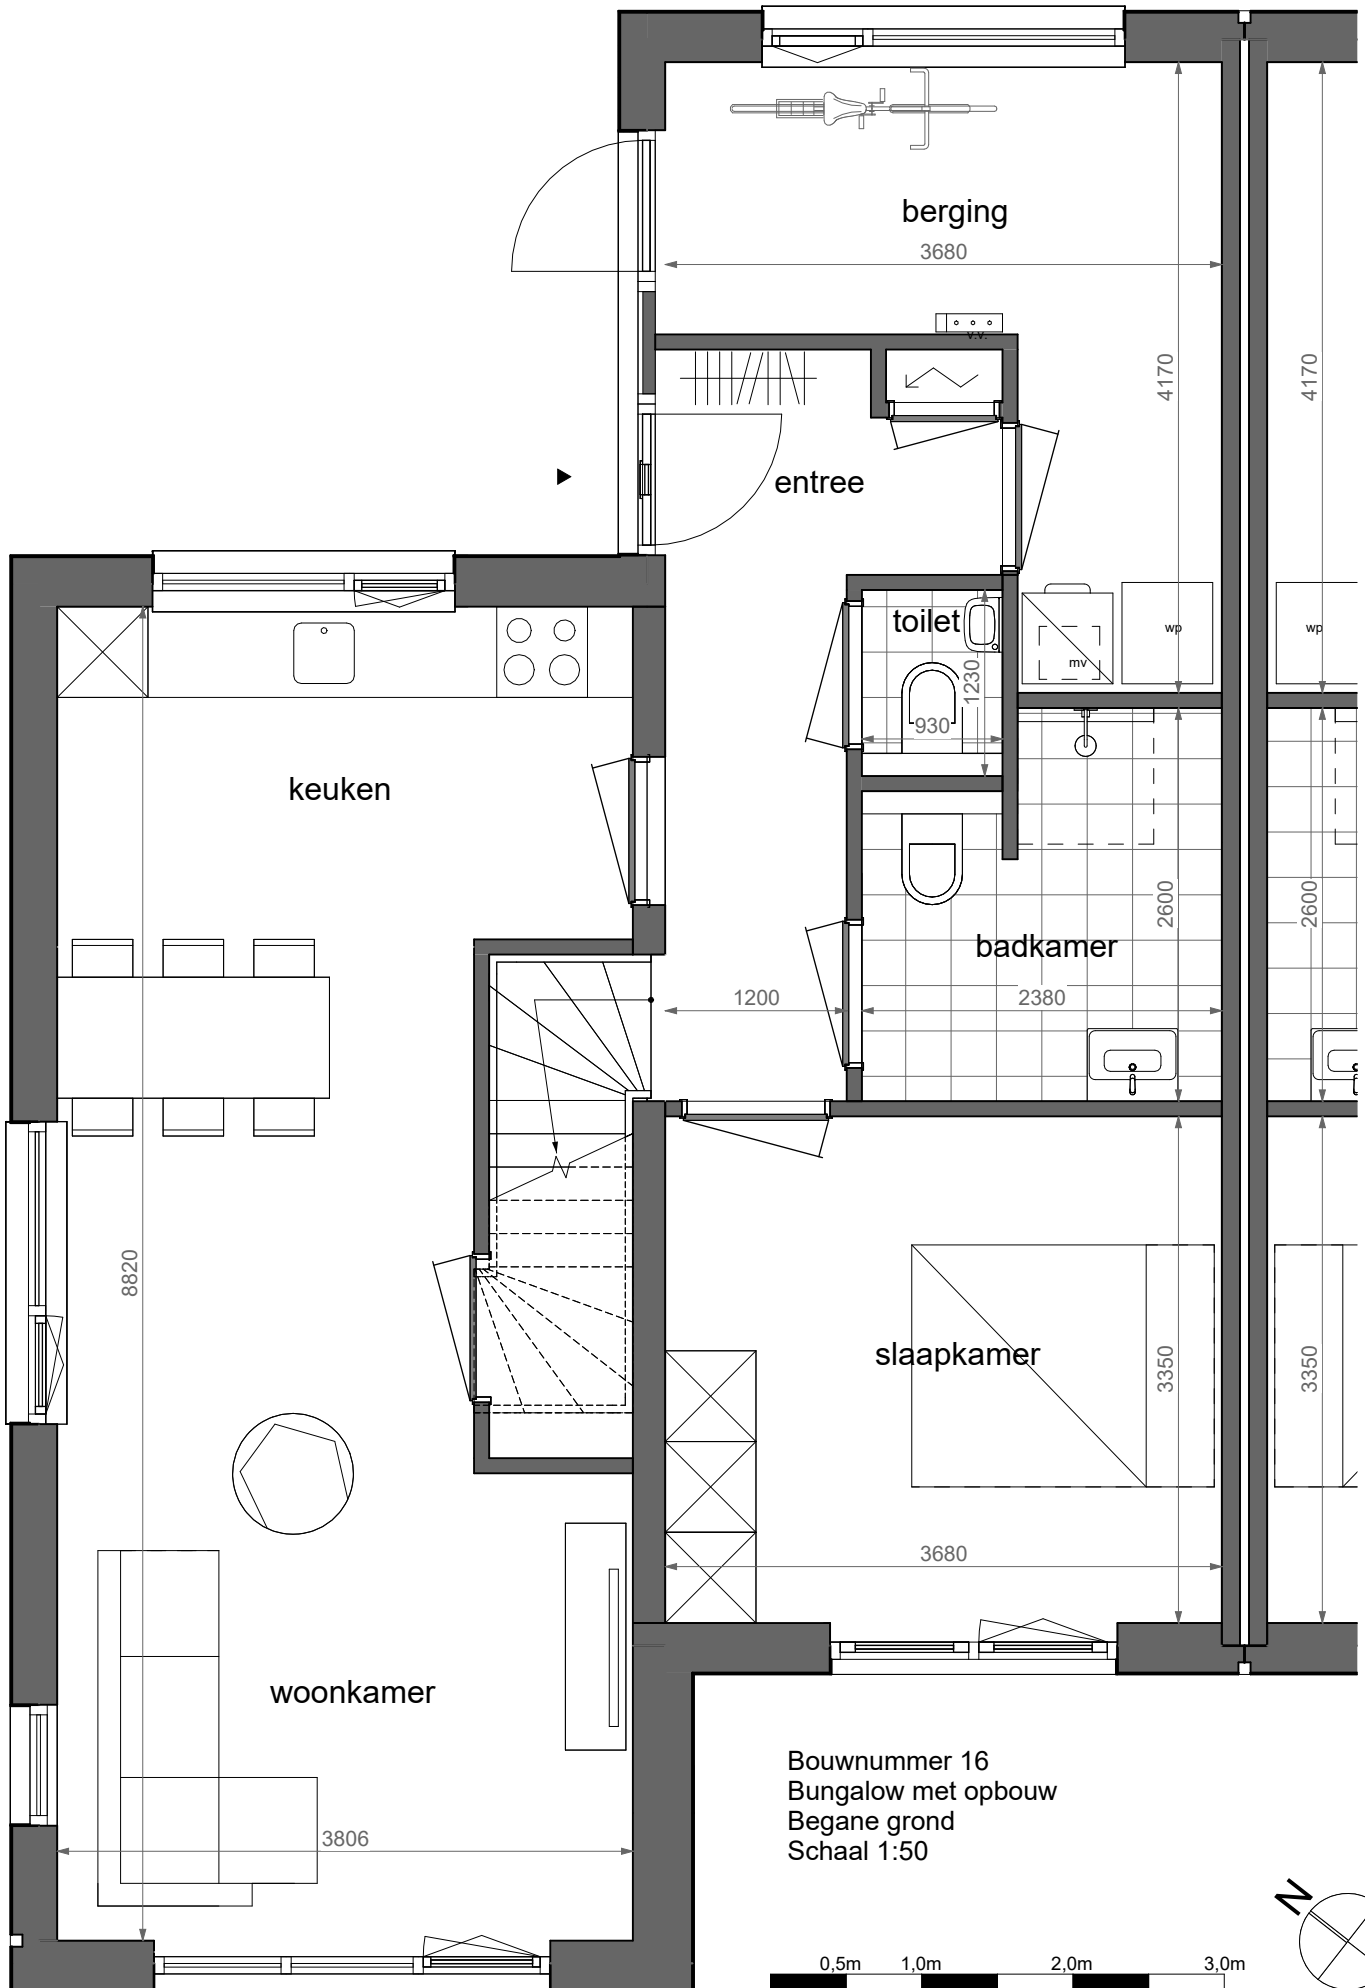 berging
3680
v.v.
4170
4170
entree
toilet
1230
930
mv
wp
wp
keuken
badkamer
2600
2600
1200
2380
8820
slaapkamer
3350
3350
3680
woonkamer
3806
Bouwnummer 16
Bungalow met opbouw
Begane grond
Schaal 1:50
N
0,5m 1,0m 2,0m 3,0m